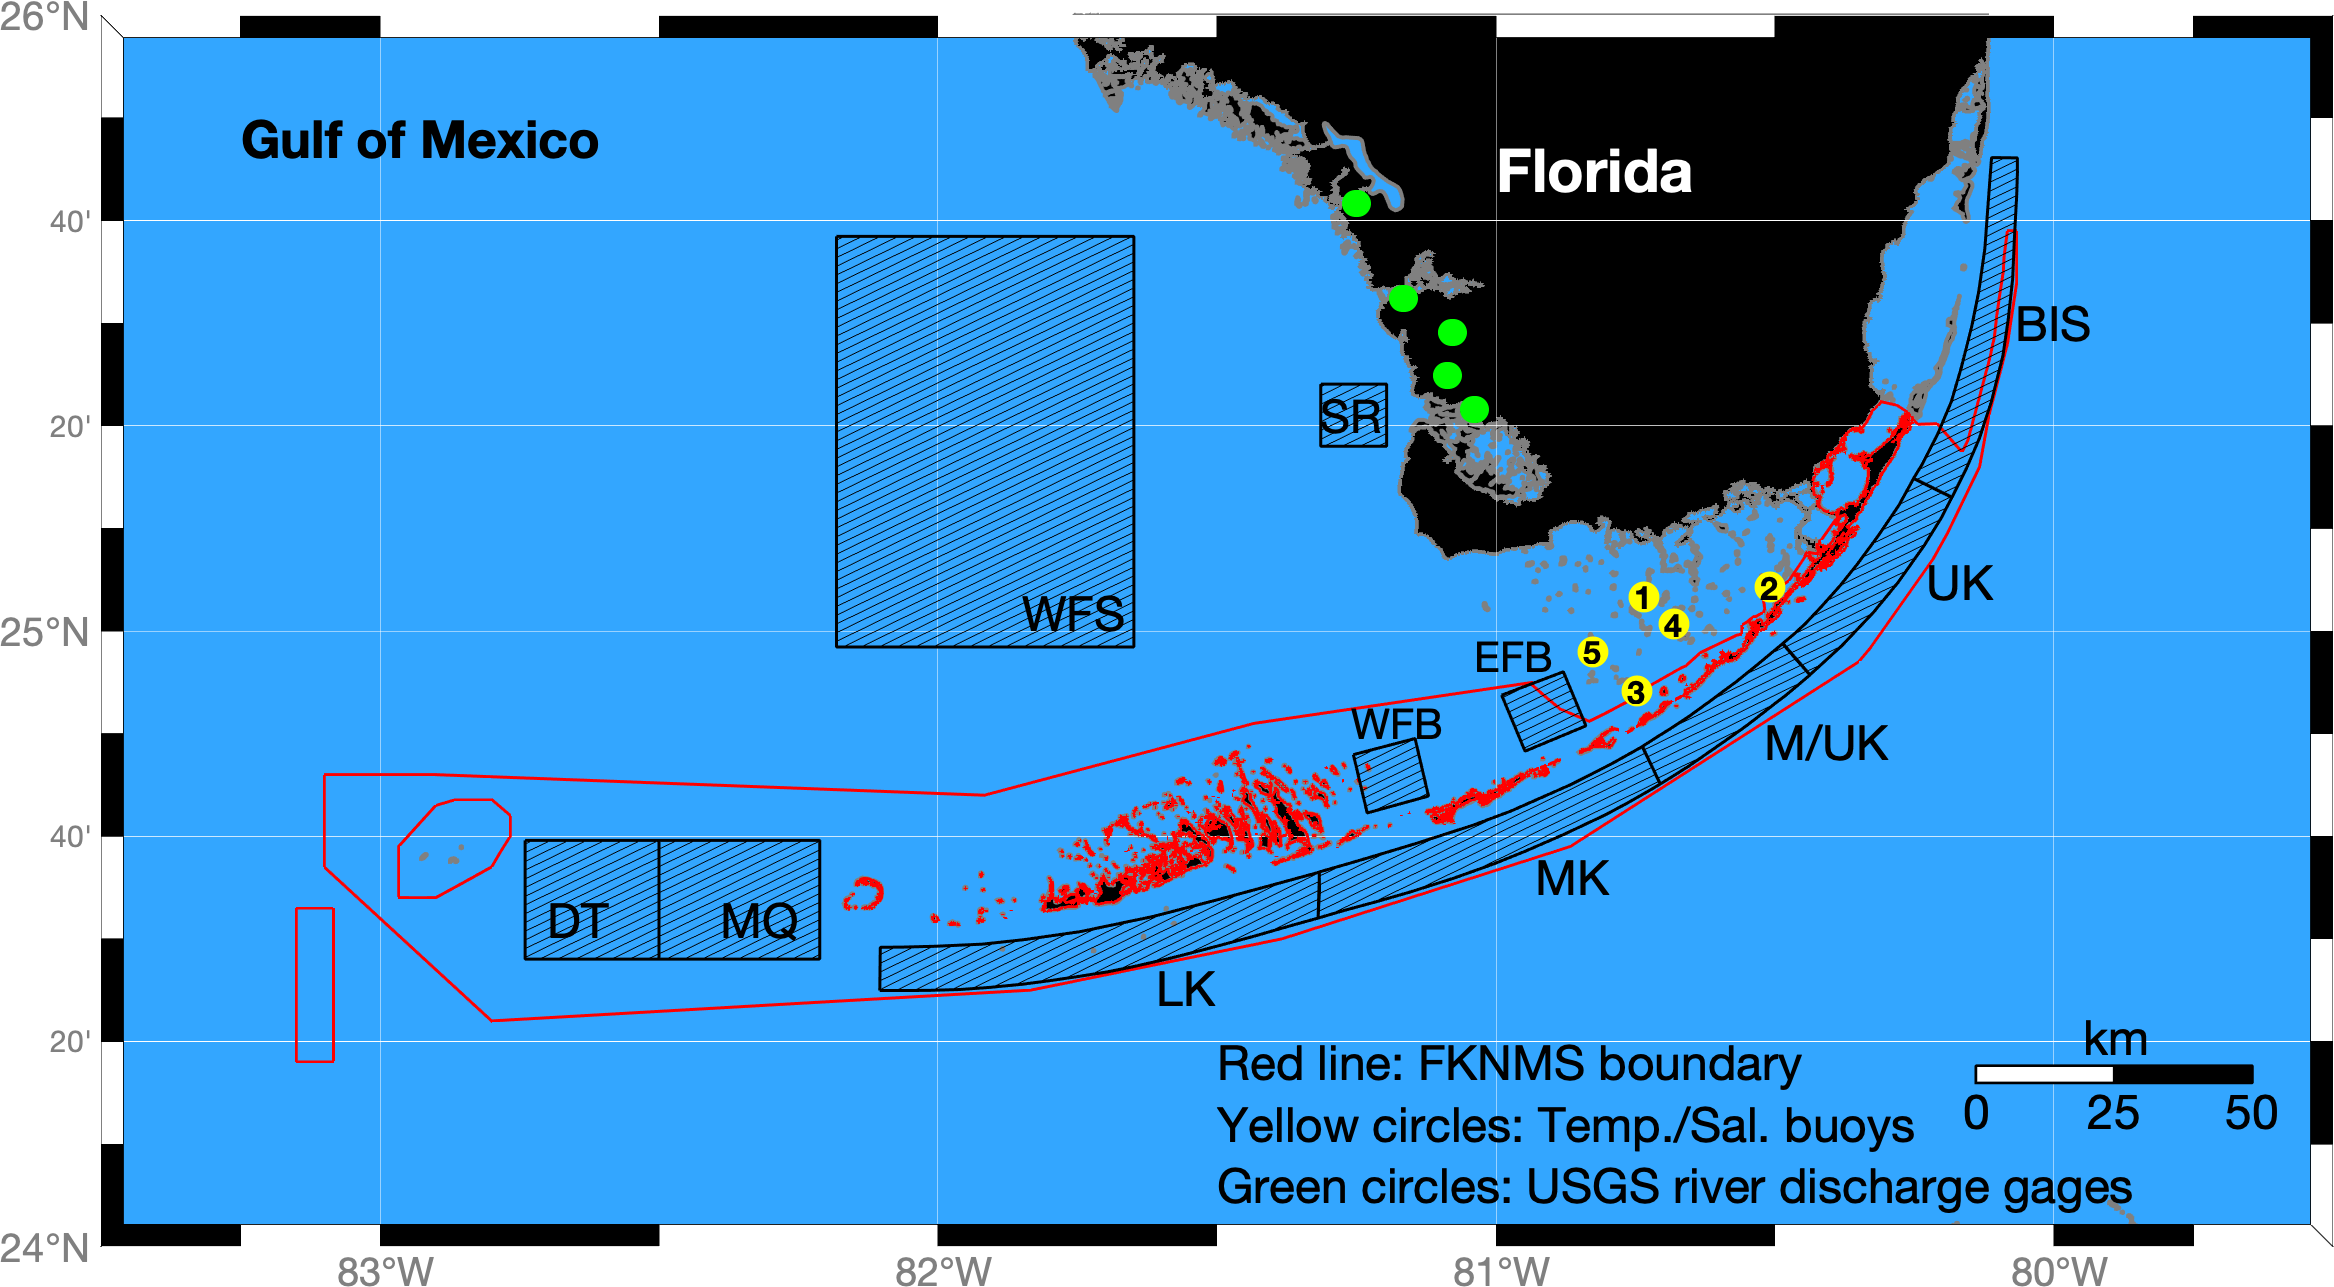 26°N
Gulf of Mexico
Florida
40'
BIS
20'
SR
UK
WFS
1
2
4
25°N
5
EFB
3
WFB
M/UK
40'
MK
DT
MQ
LK
20'
km
Red line: FKNMS boundary
0 25 50
Yellow circles: Temp./Sal. buoys
Green circles: USGS river discharge gages
24°N
83°W 82°W 81°W 80°W